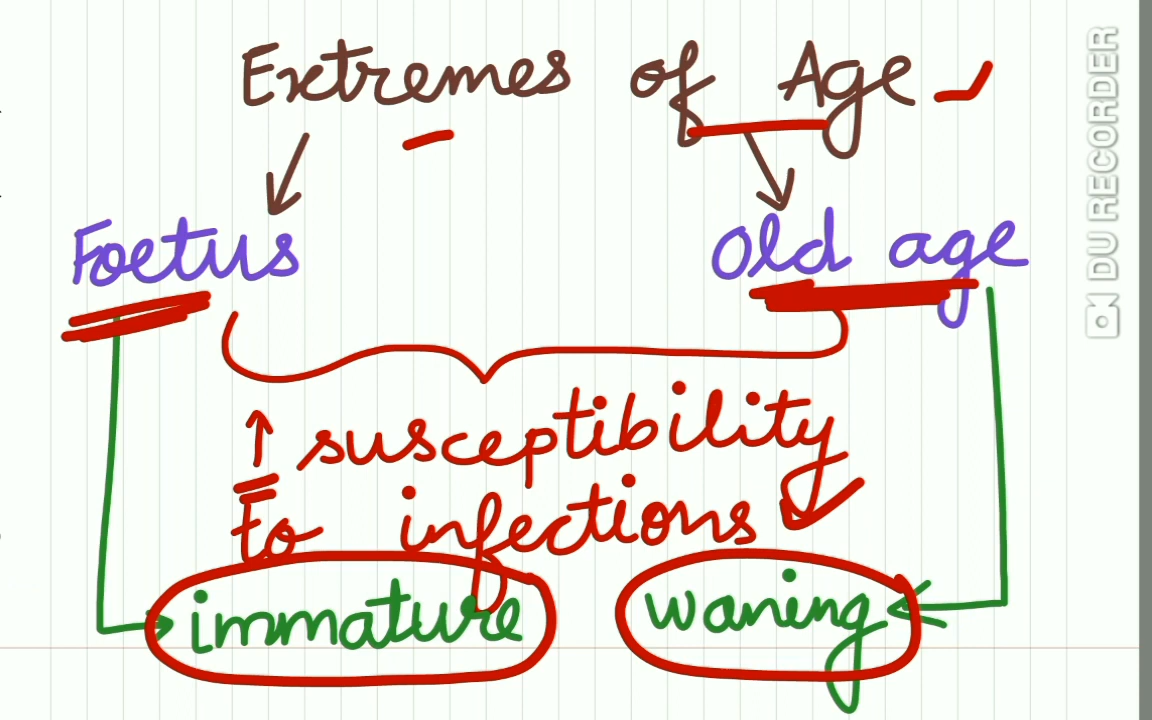 Extremes of Age
Foetus
Old age
↑ susceptibility
to infections
immature
waning
DU RECORDER